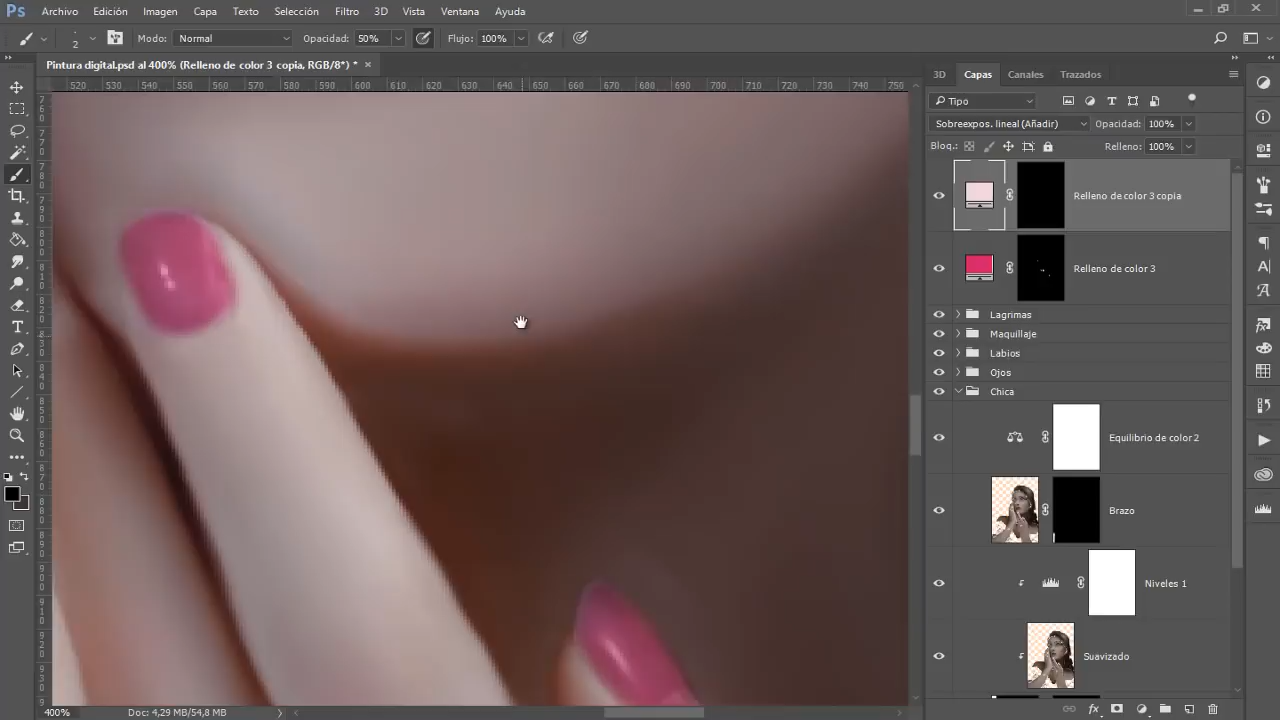 Ps Archivo Edición Imagen Capa Texto Selección Filtro 3D Vista Ventana Ayuda
2 Modo: Normal Opacidad: 50% Flujo: 100%
Pintura digital.psd al 400% (Relleno de color 3 copia, RGB/8*) * ×
520 530 540 550 560 570 580 590 600 610 620 630 640 650 660 670 680 690 700 710 720 730 740 750
3D Capas Canales Trazados
Tipo
Sobreexpos. lineal (Añadir) Opacidad: 100%
Bloq.: Relleno: 100%
Relleno de color 3 copia
Relleno de color 3
Lagrimas
Maquillaje
Labios
Ojos
Chica
Equilibrio de color 2
Brazo
Niveles 1
Suavizado
400% Doc: 4,29 MB/54,8 MB